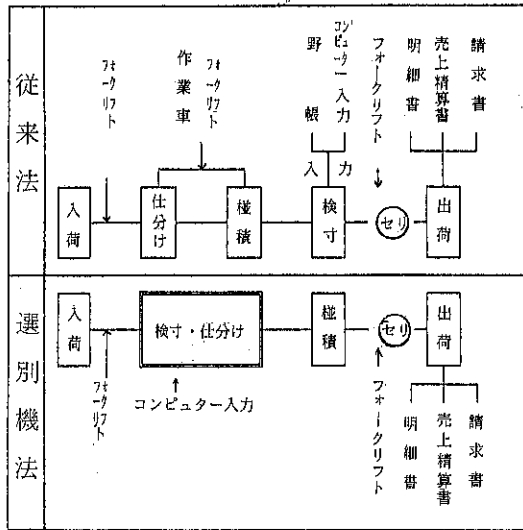 従来法
フォークリフト
作業車
フォークリフト
野帳
コンピューター入力
入力
フォークリフト
明細書
売上精算書
請求書
入荷
仕分け
椪積
検寸
セリ
出荷
選別機法
入荷
検寸・仕分け
椪積
セリ
出荷
フォークリフト
コンピュター入力
フォークリフト
明細書
売上精算書
請求書